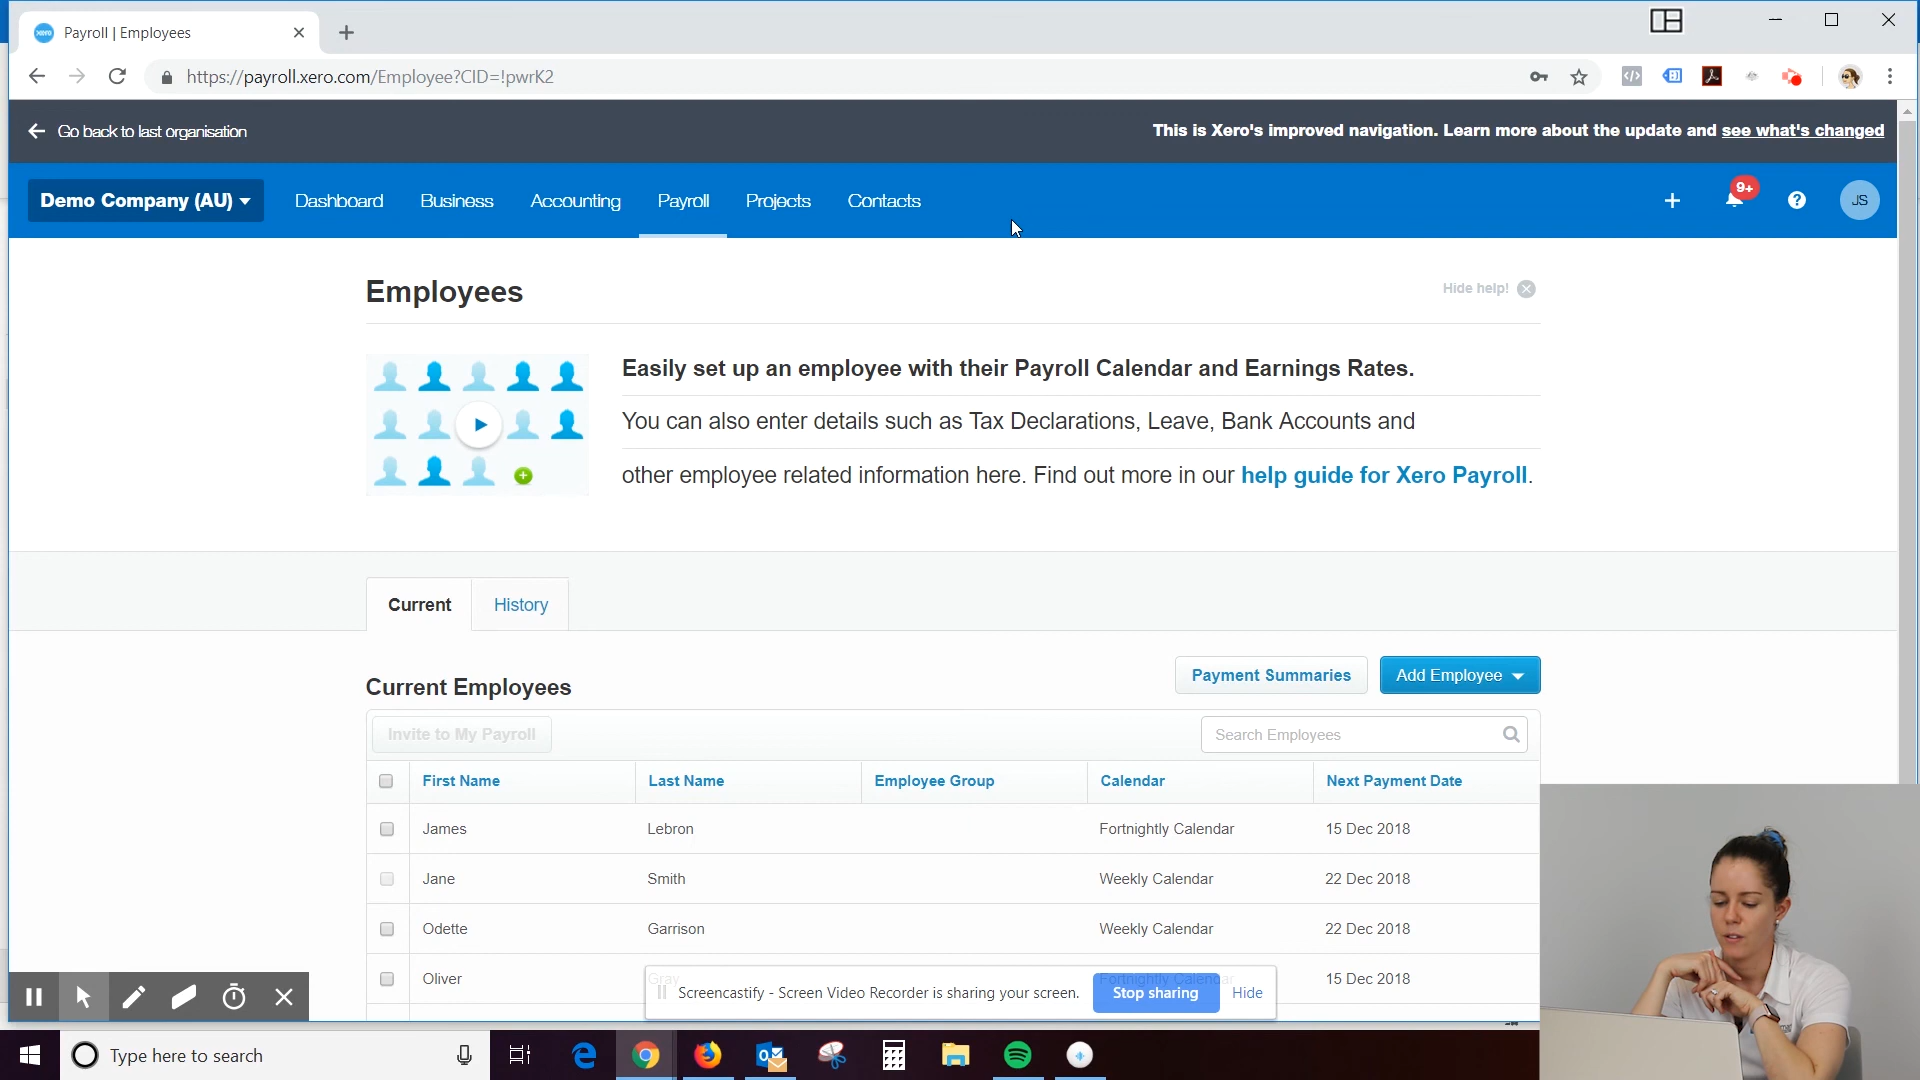 Payroll | Employees
https://payroll.xero.com/Employee?CID=!pwrK2
Go back to last organisation
This is Xero's improved navigation. Learn more about the update and see what's changed
Demo Company (AU)
Dashboard
Business
Accounting
Payroll
Projects
Contacts
9+
JS
Employees
Hide help!
Easily set up an employee with their Payroll Calendar and Earnings Rates.
You can also enter details such as Tax Declarations, Leave, Bank Accounts and
other employee related information here. Find out more in our help guide for Xero Payroll.
Current
History
Current Employees
Payment Summaries
Add Employee
Invite to My Payroll
Search Employees
First Name
Last Name
Employee Group
Calendar
Next Payment Date
James
Lebron
Fortnightly Calendar
15 Dec 2018
Jane
Smith
Weekly Calendar
22 Dec 2018
Odette
Garrison
Weekly Calendar
22 Dec 2018
Oliver
Gray
Fortnightly Calendar
15 Dec 2018
Screencastify - Screen Video Recorder is sharing your screen.
Stop sharing
Hide
Type here to search